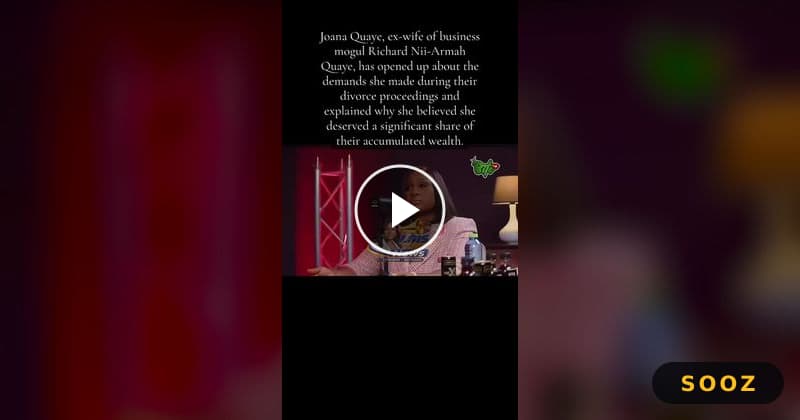 Joana Quaye, ex-wife of business
mogul Richard Nii-Armah
Quaye, has opened up about the
demands she made during their
divorce proceedings and
explained why she believed she
deserved a significant share of
their accumulated wealth.
SOOZ